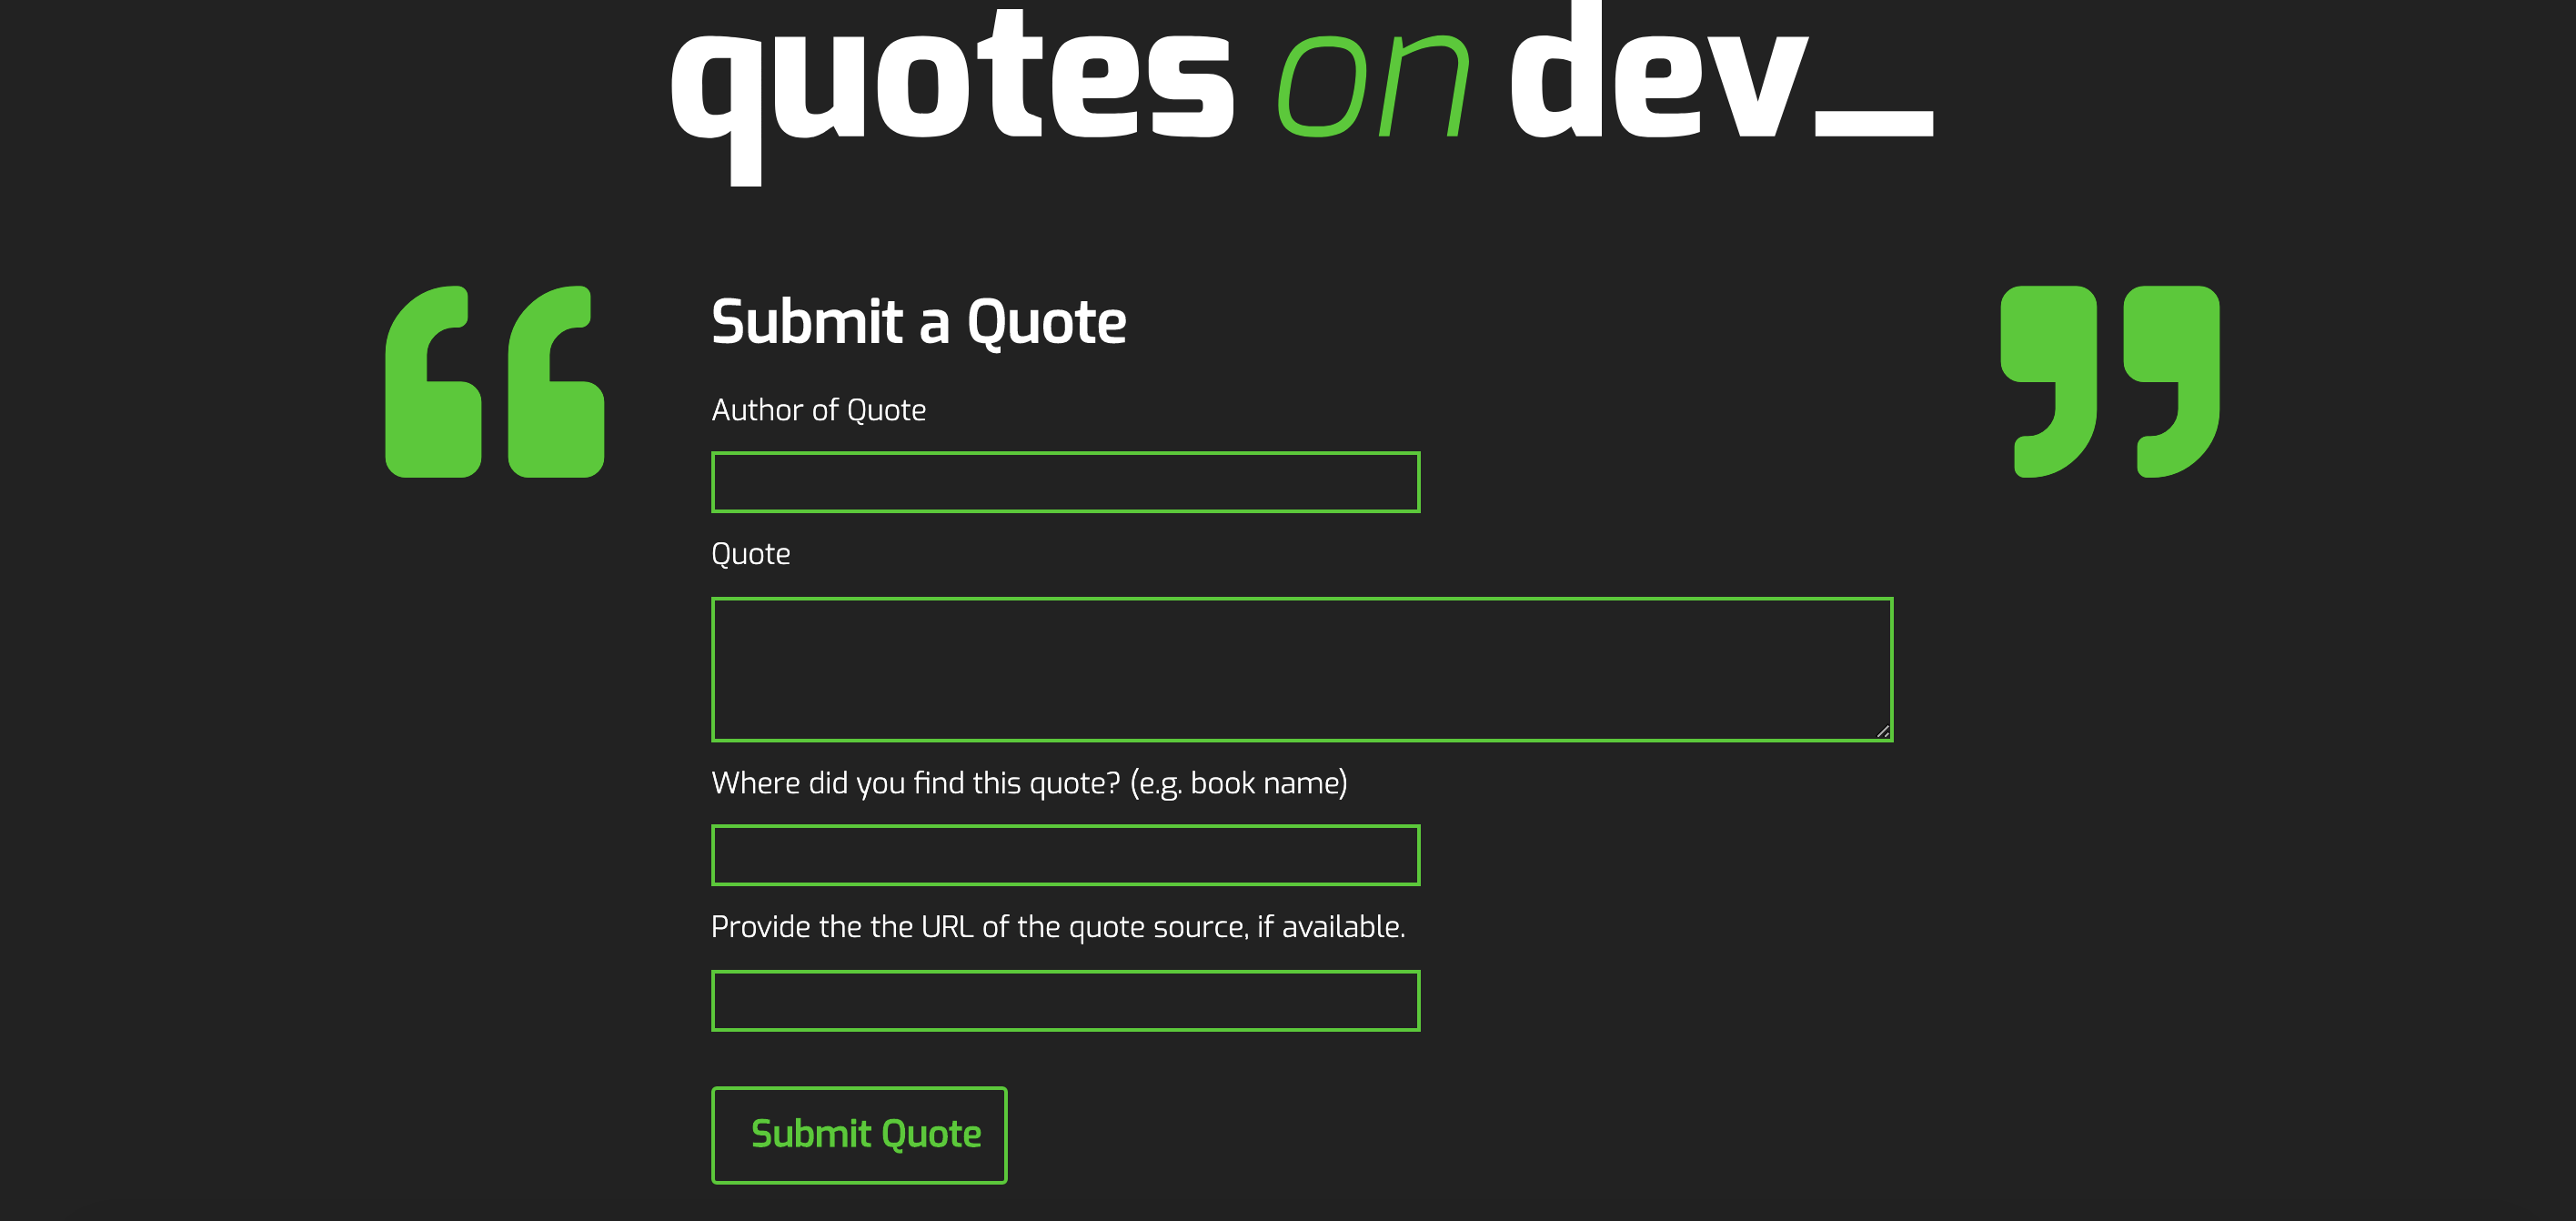 quotes on dev_
Submit a Quote
Author of Quote
Quote
Where did you find this quote? (e.g. book name)
Provide the the URL of the quote source, if available.
Submit Quote